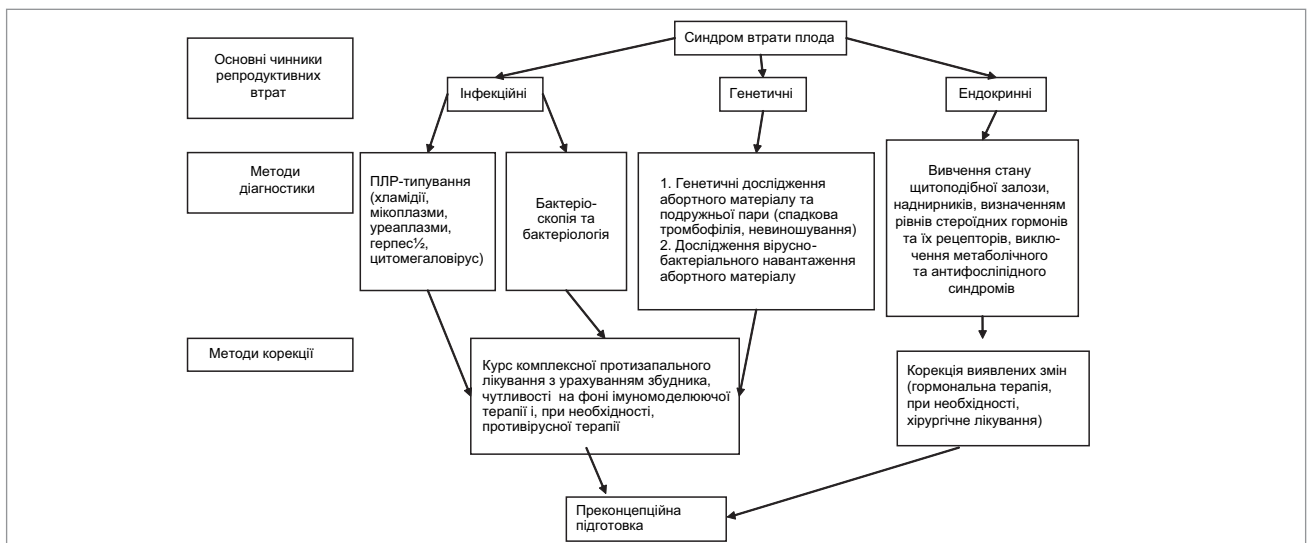 Синдром втрати плода
Основні чинники
репродуктивних
втрат
Інфекційні
Генетичні
Ендокринні
Методи
діагностики
ПЛР-типування
(хламідії,
мікоплазми,
уреаплазми,
герпес½,
цитомегаловірус)
Бактеріо-
скопія та
бактеріологія
1. Генетичні дослідження
абортного матеріалу та
подружньої пари (спадкова
тромбофілія, невиношування)
2. Дослідження вірусно-
бактеріального навантаження
абортного матеріалу
Вивчення стану
щитоподібної залози,
наднирників, визначенням
рівнів стероїдних гормонів
та їх рецепторів, виклю-
чення метаболічного
та антифосліпідного
синдромів
Методи корекції
Курс комплексної протизапального
лікування з урахуванням збудника,
чутливості на фоні імуномоделюючої
терапії і, при необхідності,
противірусної терапії
Корекція виявлених змін
(гормональна терапія,
при необхідності,
хірургічне лікування)
Преконцепційна
підготовка